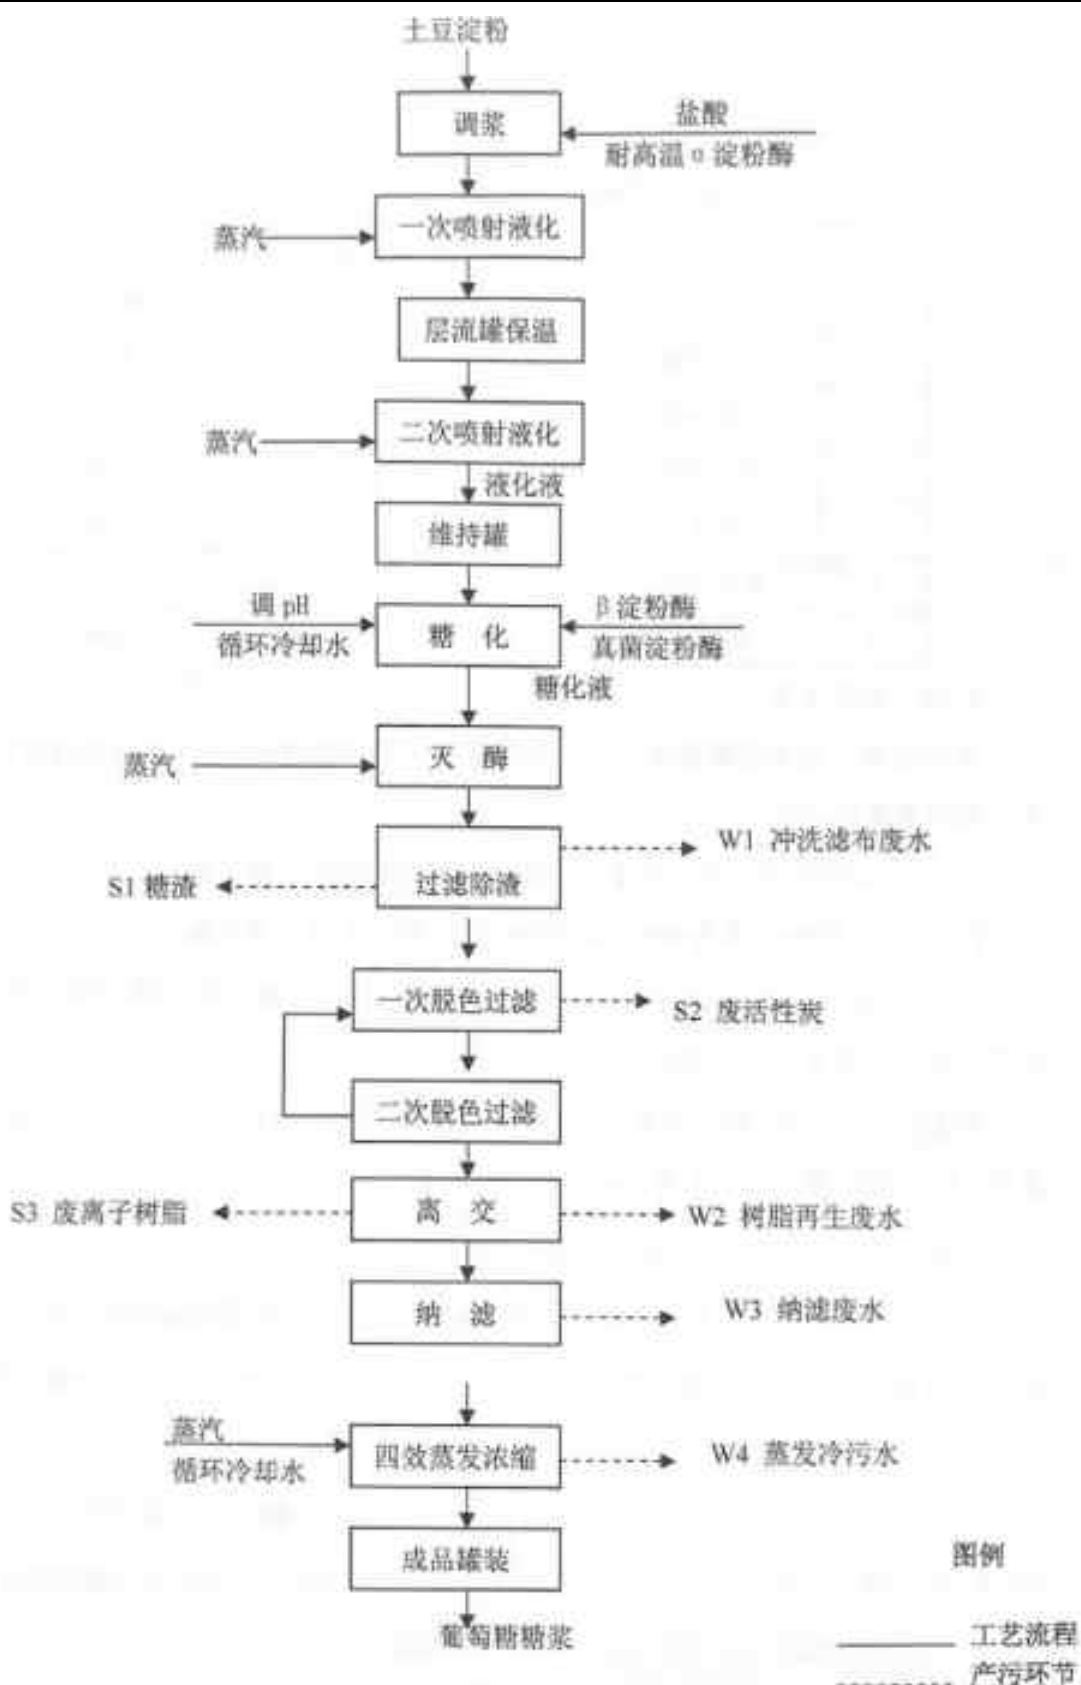 土豆淀粉
调浆
盐酸
耐高温α淀粉酶
一次喷射液化
蒸汽
层流罐保温
二次喷射液化
蒸汽
液化液
维持罐
调pH
循环冷却水
糖 化
β淀粉酶
真菌淀粉酶
糖化液
灭 酶
蒸汽
W1 冲洗滤布废水
S1糖渣
过滤除渣
一次脱色过滤
S2 废活性炭
二次脱色过滤
S3 废离子树脂
离 交
W2 树脂再生废水
纳 滤
W3 纳滤废水
蒸汽
循环冷却水
四效蒸发浓缩
W4 蒸发冷污水
成品罐装
图例
葡萄糖糖浆
工艺流程
产污环节